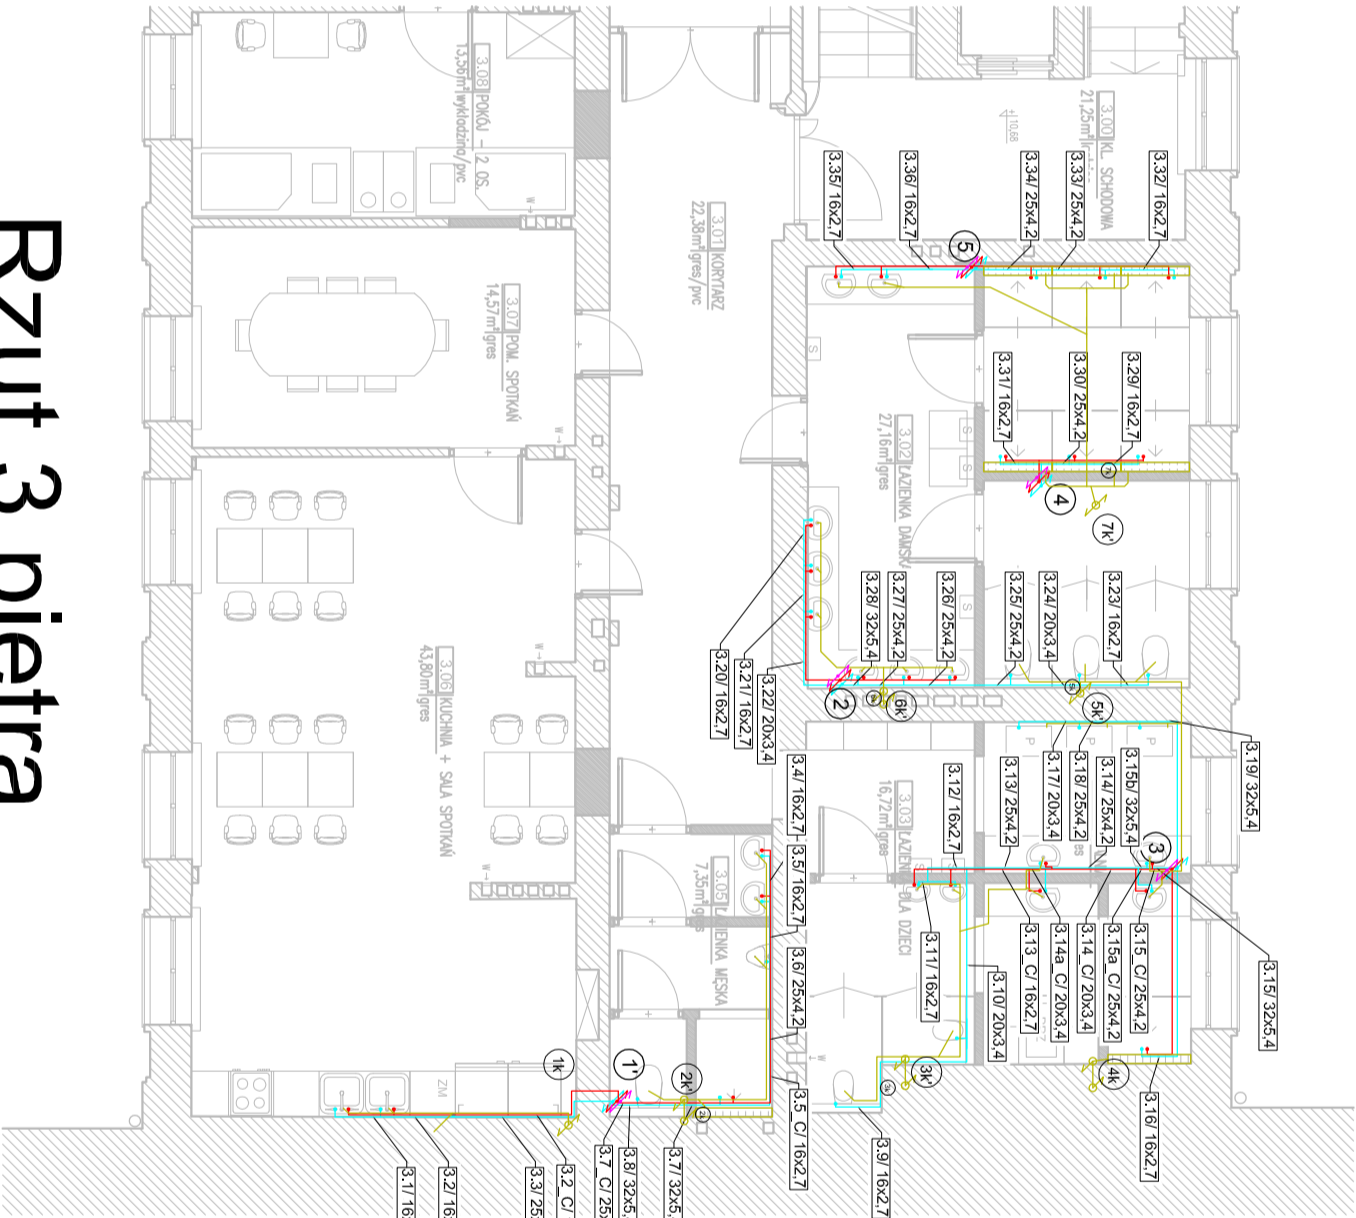 Rzut 3 piętra
3.08 POKÓJ - 2 OS.
13,56m² wykładzina/pvc
3.07 POM. SPOTKAŃ
14,57m² gres
3.06 KUCHNIA + SALA SPOTKAŃ
43,80m² gres
3.01 KORYTARZ
22,38m² gres/pvc
3.00 KL. SCHODOWA
21,25m²
+10,68
3.02 ŁAZIENKA DAMSKA
27,16m² gres
3.03
16,72m² gres
DLA DZIECI
3.05 ŁAZIENKA MĘSKA
7,35m²
3.35/ 16x2,7
3.36/ 16x2,7
3.34/ 25x4,2
3.33/ 25x4,2
3.32/ 16x2,7
5
3.31/ 16x2,7
3.30/ 25x4,2
3.29/ 16x2,7
4
7k'
7k
3.28/ 32x5,4
3.27/ 25x4,2
3.26/ 25x4,2
3.25/ 25x4,2
3.24/ 20x3,4
3.23/ 16x2,7
3.20/ 16x2,7
3.21/ 16x2,7
3.22/ 20x3,4
2
6k'
5k'
5k
3.19/ 32x5,4
3.4/ 16x2,7
3.12/ 16x2,7
3.13/ 25x4,2
3.17/ 20x3,4
3.18/ 25x4,2
3.14/ 25x4,2
3.15b/ 32x5,4
3
3.5/ 16x2,7
3.6/ 25x4,2
3.5_C/ 16x2,7
3.11/ 16x2,7
3.10/ 20x3,4
3.13_C/ 16x2,7
3.14a_C/ 20x3,4
3.14_C/ 20x3,4
3.15a_C/ 25x4,2
3.15_C/ 25x4,2
3.15/ 32x5,4
1k
1'
2k'
3k'
3k
4k
3.16/ 16x2,7
3.9/ 16x2,7
3.1/ 16x
3.2/ 16x
3.3/ 25x
3.2_C/
3.7_C/ 25x
3.8/ 32x5,
3.7/ 32x5,
ZM
S
S
S
S
P
P
P
W
W
W
W
W